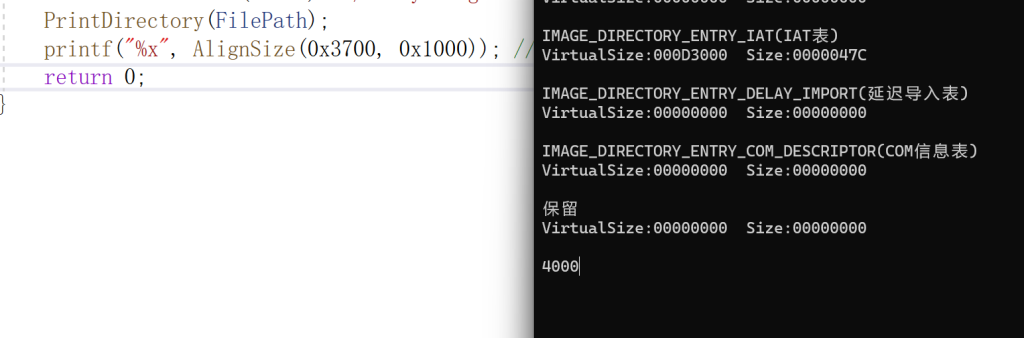 PrintDirectory(FilePath);
printf("%x", AlignSize(0x3700, 0x1000)); //
return 0;
}
IMAGE_DIRECTORY_ENTRY_IAT(IAT表)
VirtualSize:000D3000  Size:0000047C
IMAGE_DIRECTORY_ENTRY_DELAY_IMPORT(延迟导入表)
VirtualSize:00000000  Size:00000000
IMAGE_DIRECTORY_ENTRY_COM_DESCRIPTOR(COM信息表)
VirtualSize:00000000  Size:00000000
保留
VirtualSize:00000000  Size:00000000
4000